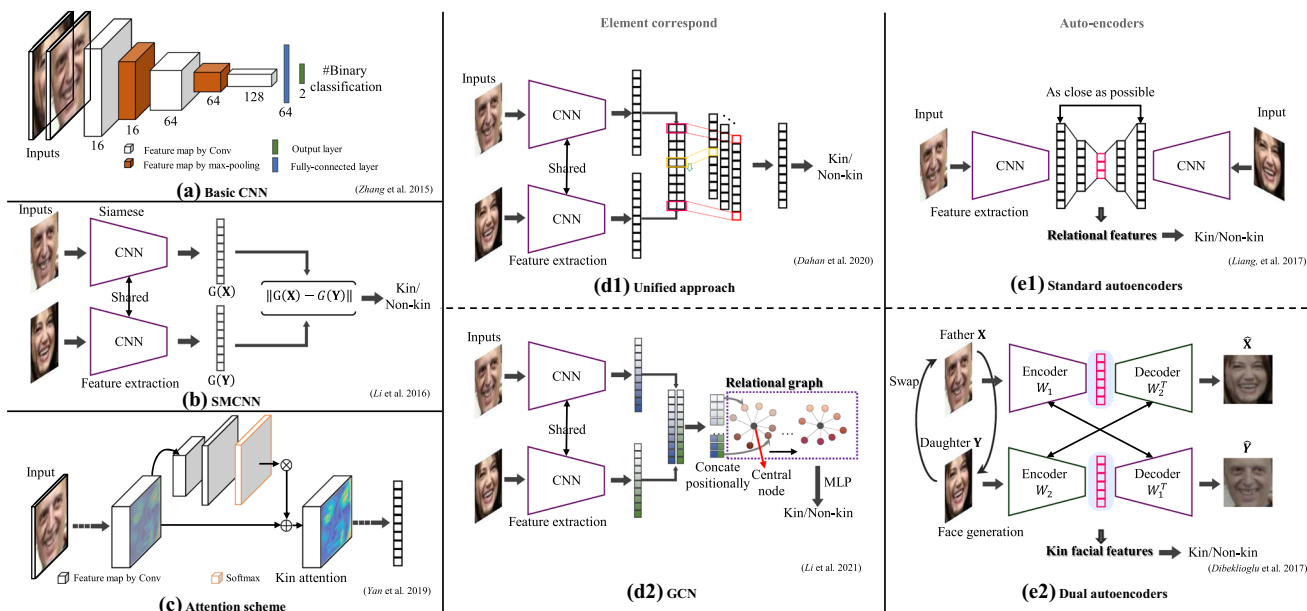 Inputs
16
16
64
64
128
64
2
#Binary
classification
Feature map by Conv
Feature map by max-pooling
Output layer
Fully-connected layer
(a) Basic CNN
(Zhang et al. 2015)
Inputs
Siamese
CNN
Shared
CNN
Feature extraction
G(X)
G(Y)
‖G(X) − G(Y)‖
Kin/
Non-kin
(b) SMCNN
(Li et al. 2016)
Input
Feature map by Conv
Softmax
Kin attention
(c) Attention scheme
(Yan et al. 2019)
Element correspond
Inputs
CNN
Shared
CNN
Feature extraction
Kin/
Non-kin
(d1) Unified approach
(Dahan et al. 2020)
Inputs
CNN
Shared
CNN
Feature extraction
Relational graph
Concate
positionally
Central
node
MLP
Kin/Non-kin
(d2) GCN
(Li et al. 2021)
Auto-encoders
As close as possible
Input
Input
CNN
CNN
Feature extraction
Relational features
Kin/Non-kin
(e1) Standard autoencoders
(Liang, et al. 2017)
Father X
Swap
Daughter Y
Encoder
W₁
Decoder
W₂ᵀ
X̂
Encoder
W₂
Decoder
W₁ᵀ
Ŷ
Face generation
Kin facial features
Kin/Non-kin
(Dibeklioglu et al. 2017)
(e2) Dual autoencoders